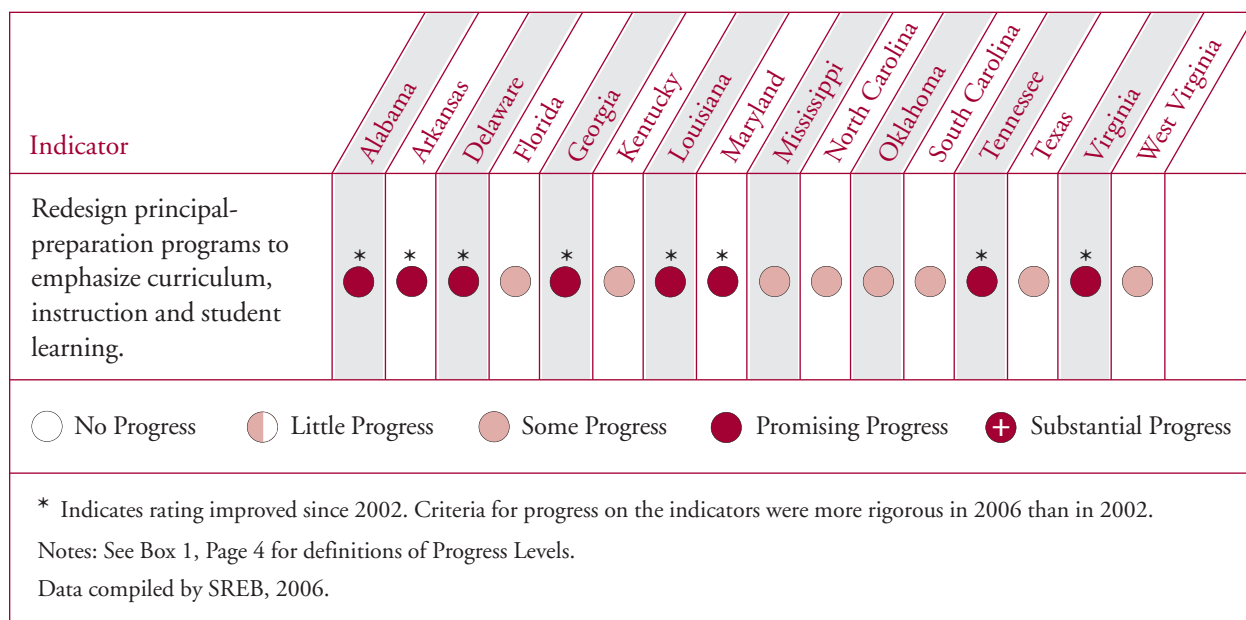 Indicator
Alabama
Arkansas
Delaware
Florida
Georgia
Kentucky
Louisiana
Maryland
Mississippi
North Carolina
Oklahoma
South Carolina
Tennessee
Texas
Virginia
West Virginia
Redesign principal-
preparation programs to
emphasize curriculum,
instruction and student
learning.
* * * * * * * *
No Progress Little Progress Some Progress Promising Progress + Substantial Progress
* Indicates rating improved since 2002. Criteria for progress on the indicators were more rigorous in 2006 than in 2002.
Notes: See Box 1, Page 4 for definitions of Progress Levels.
Data compiled by SREB, 2006.